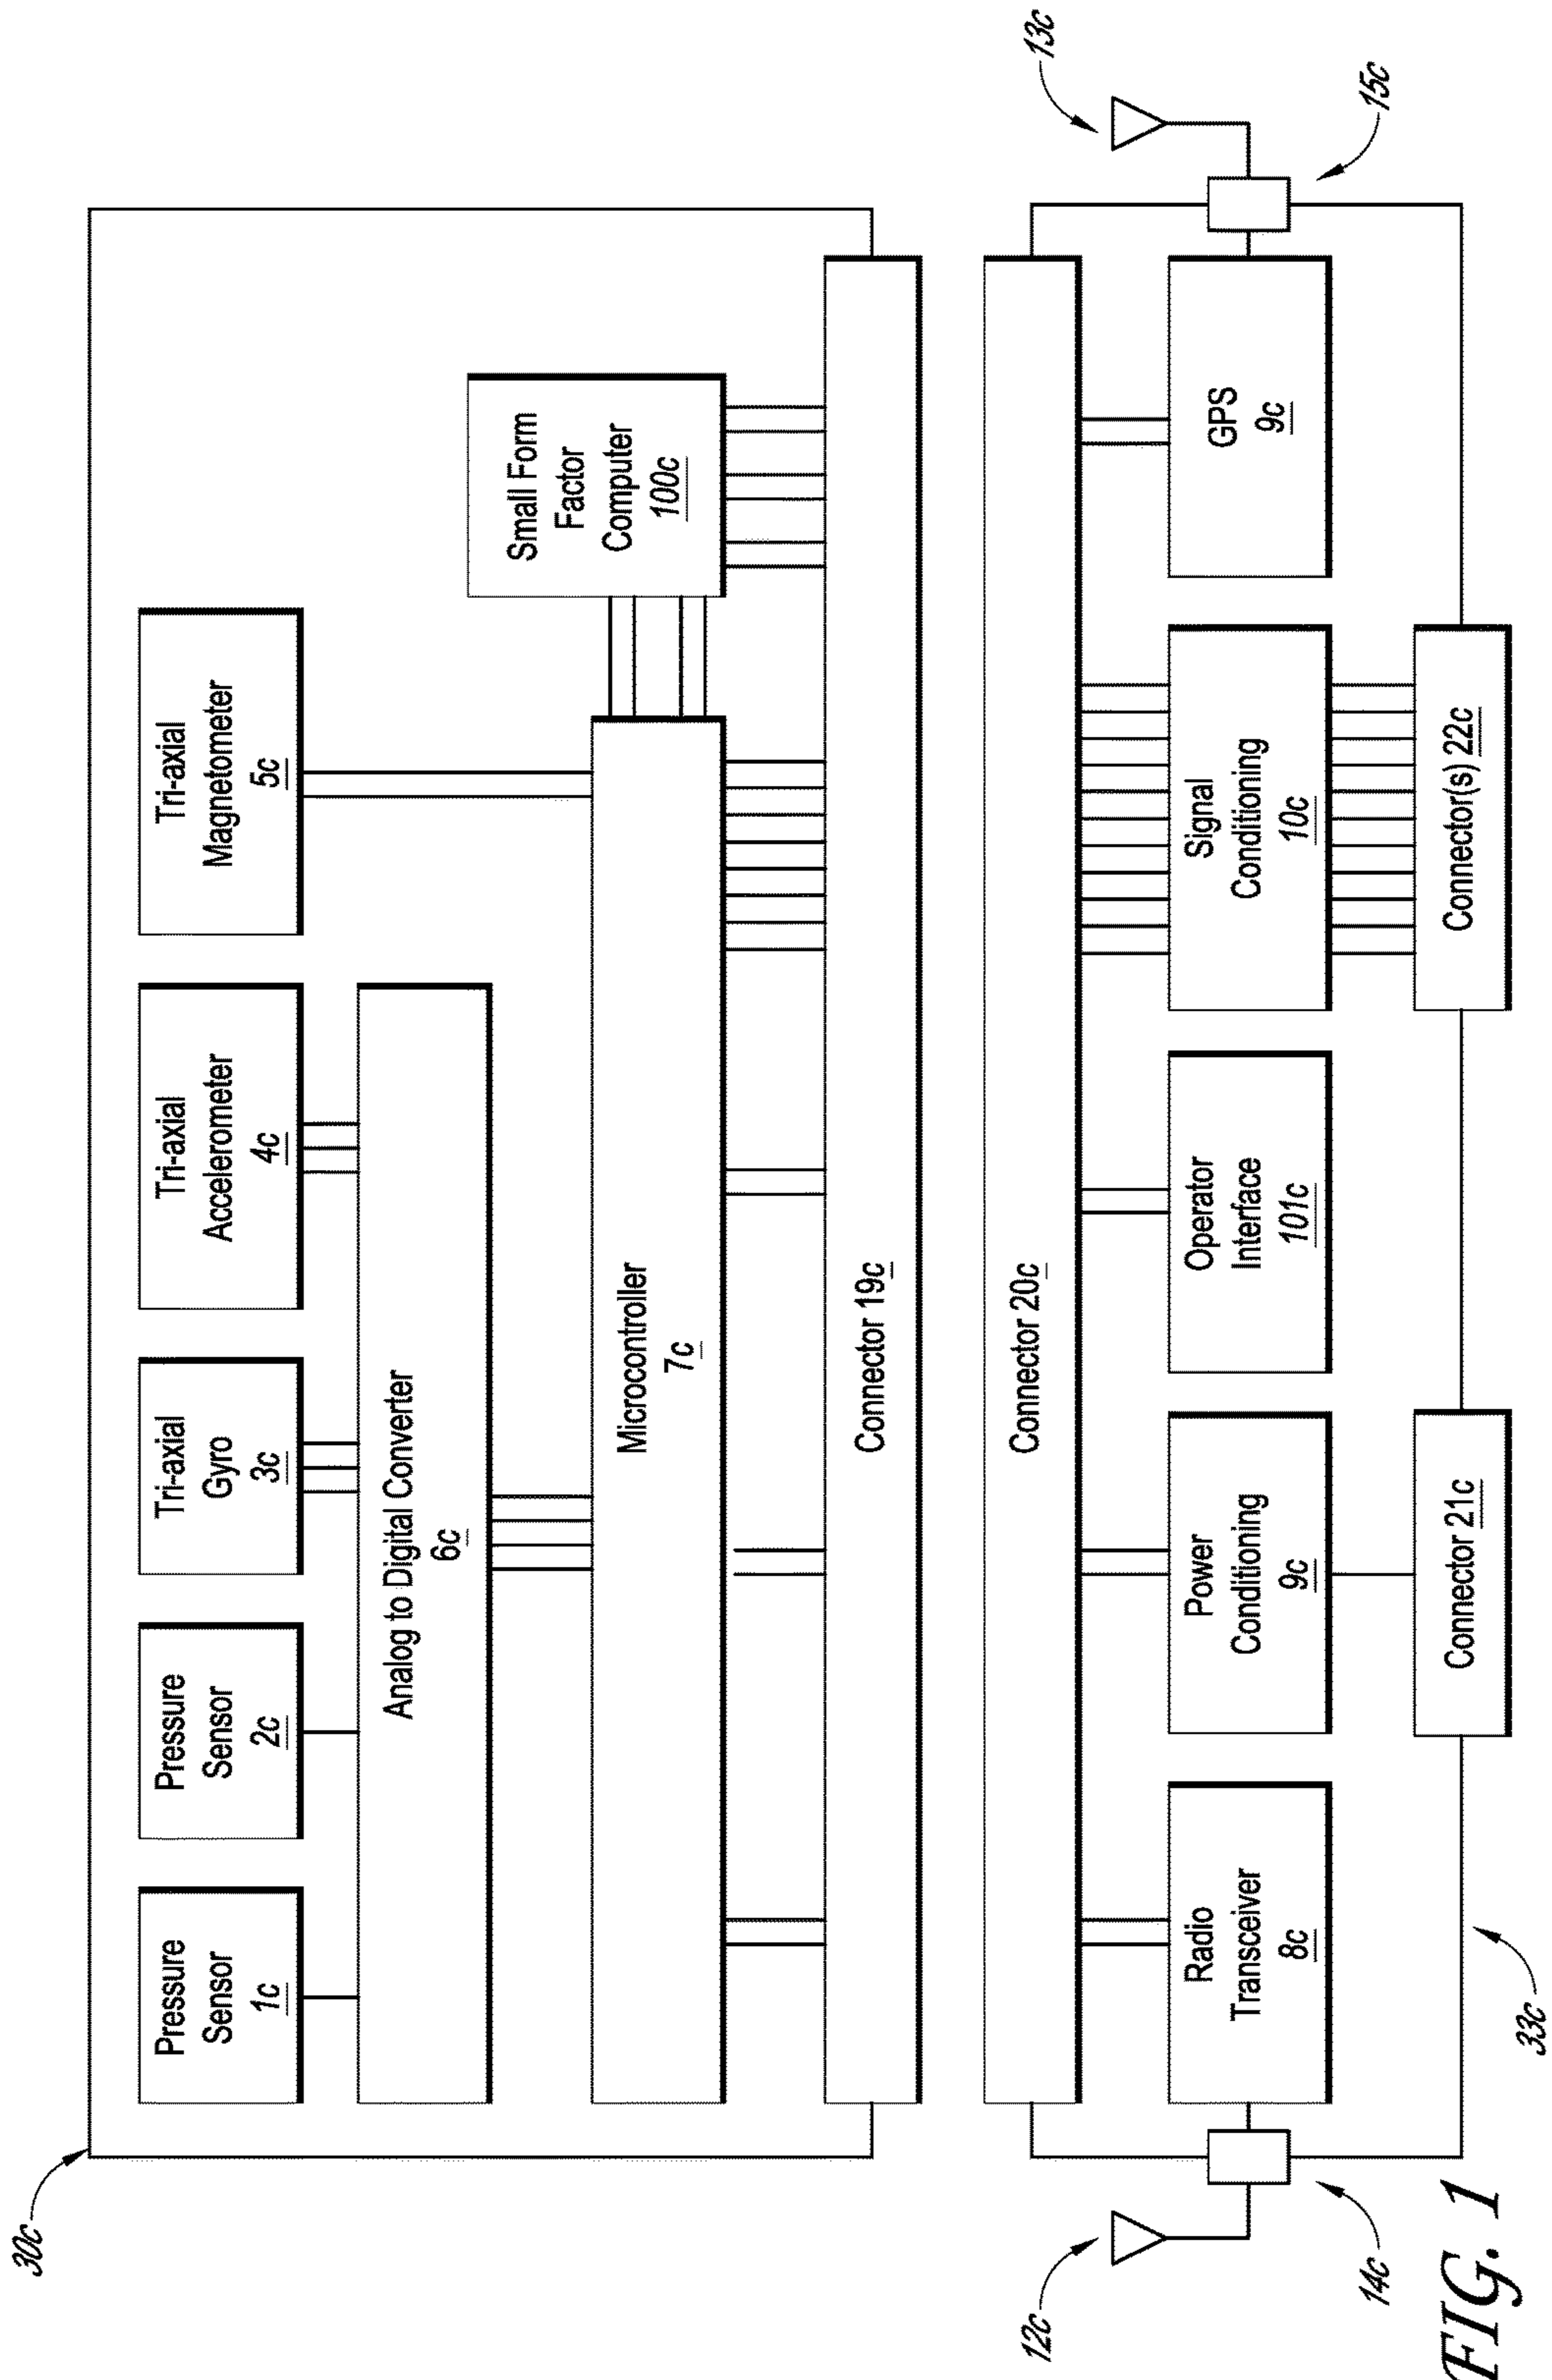 30c
Pressure
Sensor
1c
Pressure
Sensor
2c
Tri-axial
Gyro
3c
Tri-axial
Accelerometer
4c
Tri-axial
Magnetometer
5c
Analog to Digital Converter
6c
Small Form
Factor
Computer
100c
Microcontroller
7c
Connector 19c
Connector 20c
12c
13c
Radio
Transceiver
8c
Power
Conditioning
9c
Operator
Interface
101c
Signal
Conditioning
10c
GPS
9c
14c
15c
Connector 21c
Connector(s) 22c
33c
FIG. 1